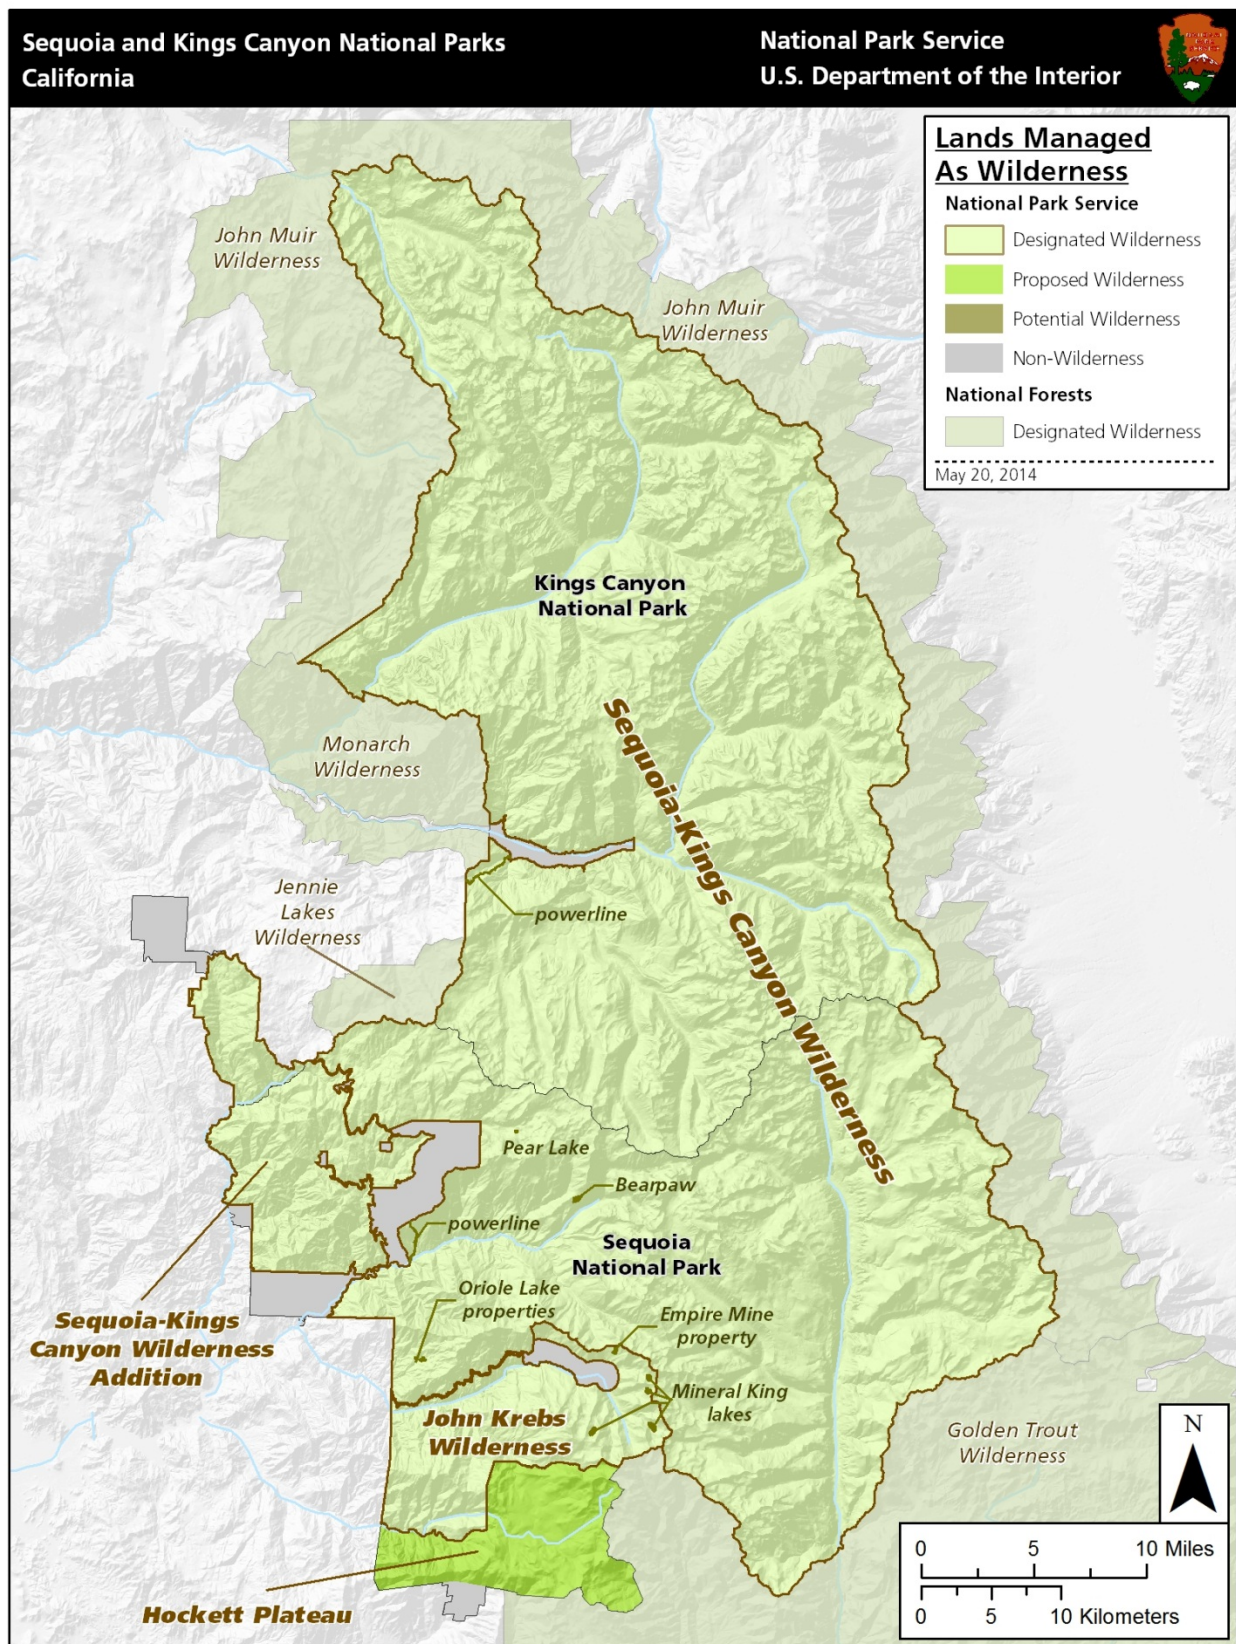 Sequoia and Kings Canyon National Parks
California
National Park Service
U.S. Department of the Interior
Lands Managed
As Wilderness
National Park Service
Designated Wilderness
Proposed Wilderness
Potential Wilderness
Non-Wilderness
National Forests
Designated Wilderness
May 20, 2014
John Muir
Wilderness
John Muir
Wilderness
Kings Canyon
National Park
Sequoia-Kings Canyon Wilderness
Monarch
Wilderness
Jennie
Lakes
Wilderness
powerline
Pear Lake
Bearpaw
powerline
Sequoia
National Park
Oriole Lake
properties
Empire Mine
property
Sequoia-Kings
Canyon Wilderness
Addition
Mineral King
lakes
John Krebs
Wilderness
Golden Trout
Wilderness
Hockett Plateau
N
0 5 10 Miles
0 5 10 Kilometers